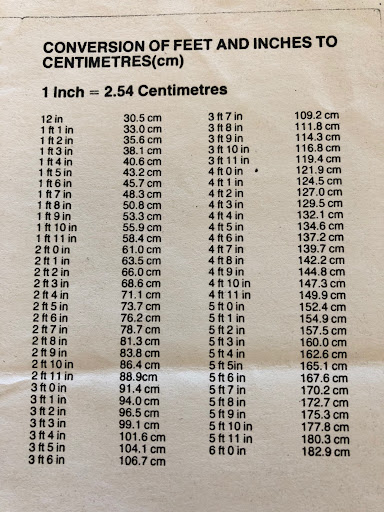 CONVERSION OF FEET AND INCHES TO
CENTIMETRES(cm)
1 Inch = 2.54 Centimetres
12 in 30.5 cm
1 ft 1 in 33.0 cm
1 ft 2 in 35.6 cm
1 ft 3 in 38.1 cm
1 ft 4 in 40.6 cm
1 ft 5 in 43.2 cm
1 ft 6 in 45.7 cm
1 ft 7 in 48.3 cm
1 ft 8 in 50.8 cm
1 ft 9 in 53.3 cm
1 ft 10 in 55.9 cm
1 ft 11 in 58.4 cm
2 ft 0 in 61.0 cm
2 ft 1 in 63.5 cm
2 ft 2 in 66.0 cm
2 ft 3 in 68.6 cm
2 ft 4 in 71.1 cm
2 ft 5 in 73.7 cm
2 ft 6 in 76.2 cm
2 ft 7 in 78.7 cm
2 ft 8 in 81.3 cm
2 ft 9 in 83.8 cm
2 ft 10 in 86.4 cm
2 ft 11 in 88.9cm
3 ft 0 in 91.4 cm
3 ft 1 in 94.0 cm
3 ft 2 in 96.5 cm
3 ft 3 in 99.1 cm
3 ft 4 in 101.6 cm
3 ft 5 in 104.1 cm
3 ft 6 in 106.7 cm
3 ft 7 in 109.2 cm
3 ft 8 in 111.8 cm
3 ft 9 in 114.3 cm
3 ft 10 in 116.8 cm
3 ft 11 in 119.4 cm
4 ft 0 in 121.9 cm
4 ft 1 in 124.5 cm
4 ft 2 in 127.0 cm
4 ft 3 in 129.5 cm
4 ft 4 in 132.1 cm
4 ft 5 in 134.6 cm
4 ft 6 in 137.2 cm
4 ft 7 in 139.7 cm
4 ft 8 in 142.2 cm
4 ft 9 in 144.8 cm
4 ft 10 in 147.3 cm
4 ft 11 in 149.9 cm
5 ft 0 in 152.4 cm
5 ft 1 in 154.9 cm
5 ft 2 in 157.5 cm
5 ft 3 in 160.0 cm
5 ft 4 in 162.6 cm
5 ft 5in 165.1 cm
5 ft 6 in 167.6 cm
5 ft 7 in 170.2 cm
5 ft 8 in 172.7 cm
5 ft 9 in 175.3 cm
5 ft 10 in 177.8 cm
5 ft 11 in 180.3 cm
6 ft 0 in 182.9 cm